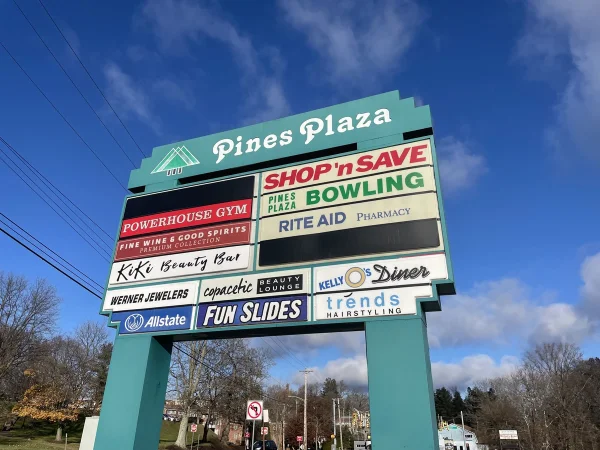 Pines Plaza
POWERHOUSE GYM
FINE WINE & GOOD SPIRITS
PREMIUM COLLECTION
KiKi Beauty Bar
WERNER JEWELERS
copacetic BEAUTY LOUNGE
Allstate
FUN SLIDES
SHOP 'n SAVE
PINES PLAZA BOWLING
RITE AID PHARMACY
KELLY O'S Diner
trends
HAIRSTYLING